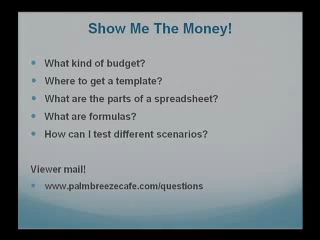 Show Me The Money!
What kind of budget?
Where to get a template?
What are the parts of a spreadsheet?
What are formulas?
How can I test different scenarios?
Viewer mail!
www.palmbreezecafe.com/questions